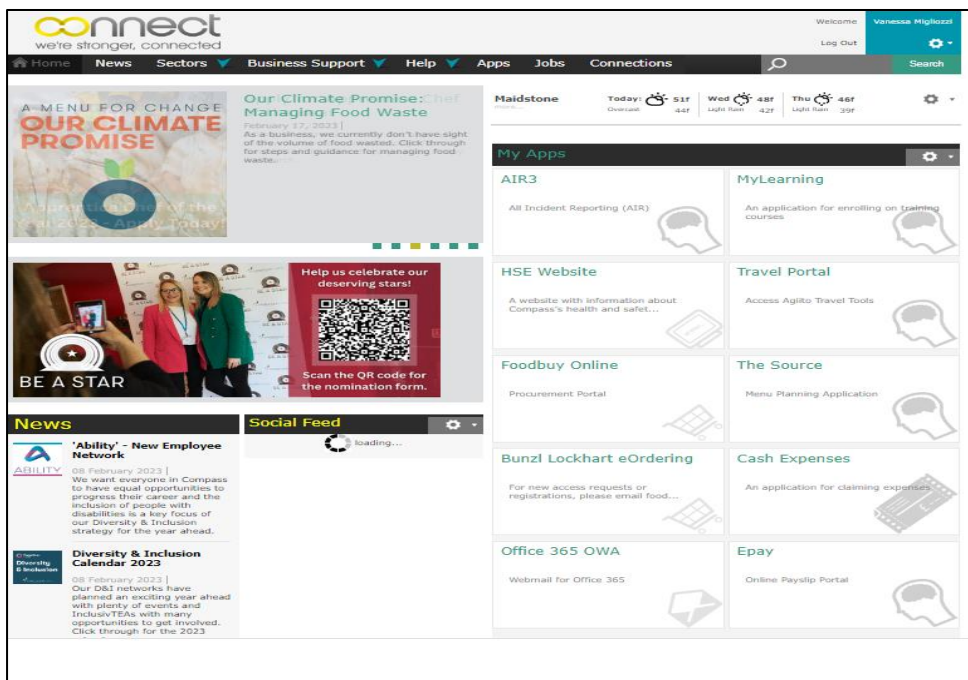 connect
we're stronger, connected
Welcome
Vanessa Migliozzi
Log Out
Home News Sectors Business Support Help Apps Jobs Connections
Search
A MENU FOR CHANGE
OUR CLIMATE
PROMISE
Apprentice Chef of the
Year 2023 - Apply Today!
Our Climate Promise:
Managing Food Waste
February 17, 2023 |
As a business, we currently don't have sight
of the volume of food wasted. Click through
for steps and guidance for managing food
waste.
Maidstone
more...
Today: 51f
Overcast 44f
Wed 48f
Light Rain 42f
Thu 46f
Light Rain 39f
BE A STAR
Help us celebrate our
deserving stars!
Scan the QR code for
the nomination form.
News
ABILITY
'Ability' - New Employee
Network
08 February 2023 |
We want everyone in Compass
to have equal opportunities to
progress their career and the
inclusion of people with
disabilities is a key focus of
our Diversity & Inclusion
strategy for the year ahead.
Diversity
& Inclusion
Diversity & Inclusion
Calendar 2023
08 February 2023 |
Our D&I networks have
planned an exciting year ahead
with plenty of events and
InclusivTEAs with many
opportunities to get involved.
Click through for the 2023
Social Feed
loading...
My Apps
AIR3
All Incident Reporting (AIR)
MyLearning
An application for enrolling on training
courses
HSE Website
A website with information about
Compass's health and safet...
Travel Portal
Access Agiito Travel Tools
Foodbuy Online
Procurement Portal
The Source
Menu Planning Application
Bunzl Lockhart eOrdering
For new access requests or
registrations, please email food...
Cash Expenses
An application for claiming expenses
Office 365 OWA
Webmail for Office 365
Epay
Online Payslip Portal